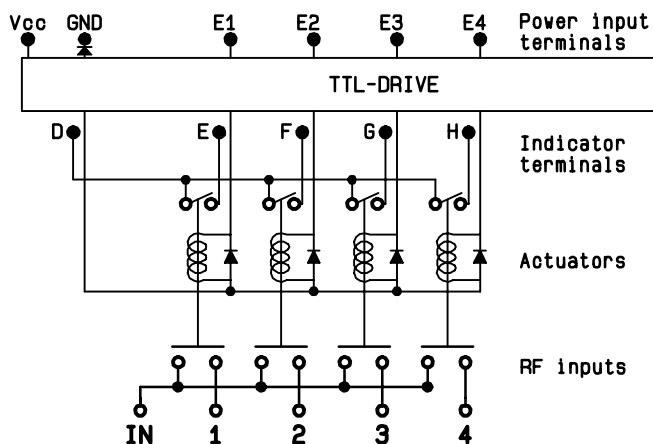 Vcc GND E1 E2 E3 E4 Power input
terminals
TTL-DRIVE
D E F G H Indicator
terminals
Actuators
RF inputs
IN 1 2 3 4